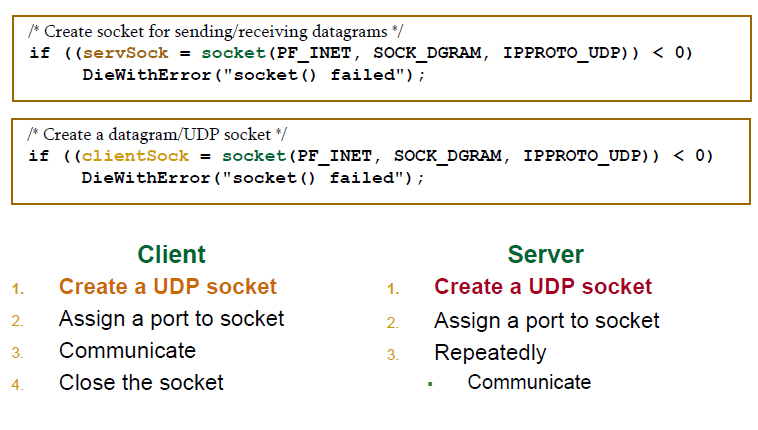 /* Create socket for sending/receiving datagrams */
if ((servSock = socket(PF_INET, SOCK_DGRAM, IPPROTO_UDP)) < 0)
DieWithError("socket() failed");
/* Create a datagram/UDP socket */
if ((clientSock = socket(PF_INET, SOCK_DGRAM, IPPROTO_UDP)) < 0)
DieWithError("socket() failed");
Client
1. Create a UDP socket
2. Assign a port to socket
3. Communicate
4. Close the socket
Server
1. Create a UDP socket
2. Assign a port to socket
3. Repeatedly
▪ Communicate